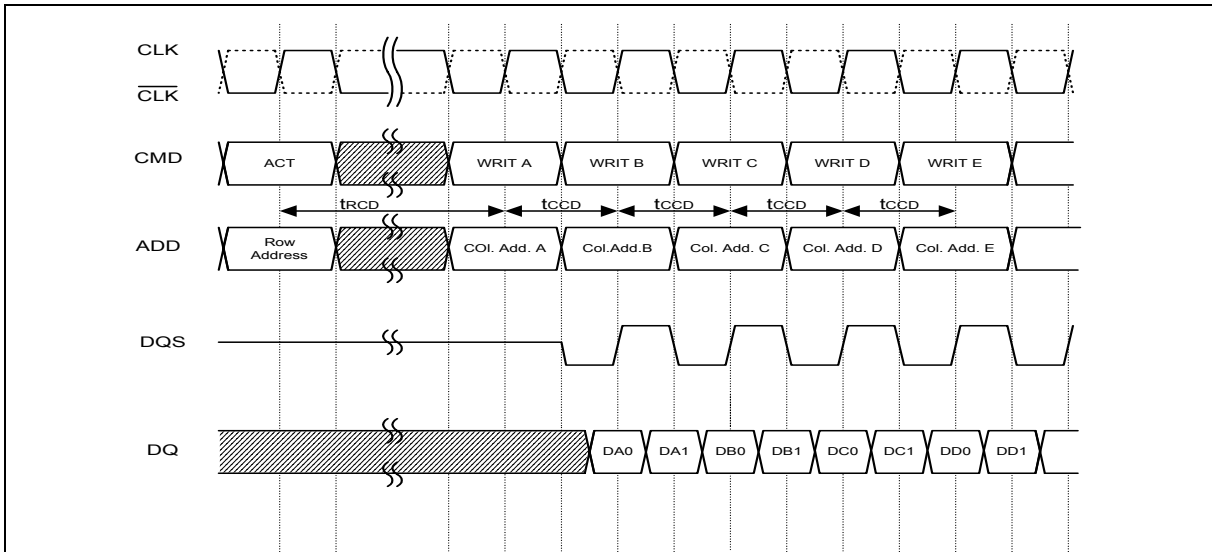 CLK
CLK
CMD ACT WRIT A WRIT B WRIT C WRIT D WRIT E
tRCD tCCD tCCD tCCD tCCD
ADD Row Address COl. Add. A Col.Add.B Col. Add. C Col. Add. D Col. Add. E
DQS
DQ DA0 DA1 DB0 DB1 DC0 DC1 DD0 DD1